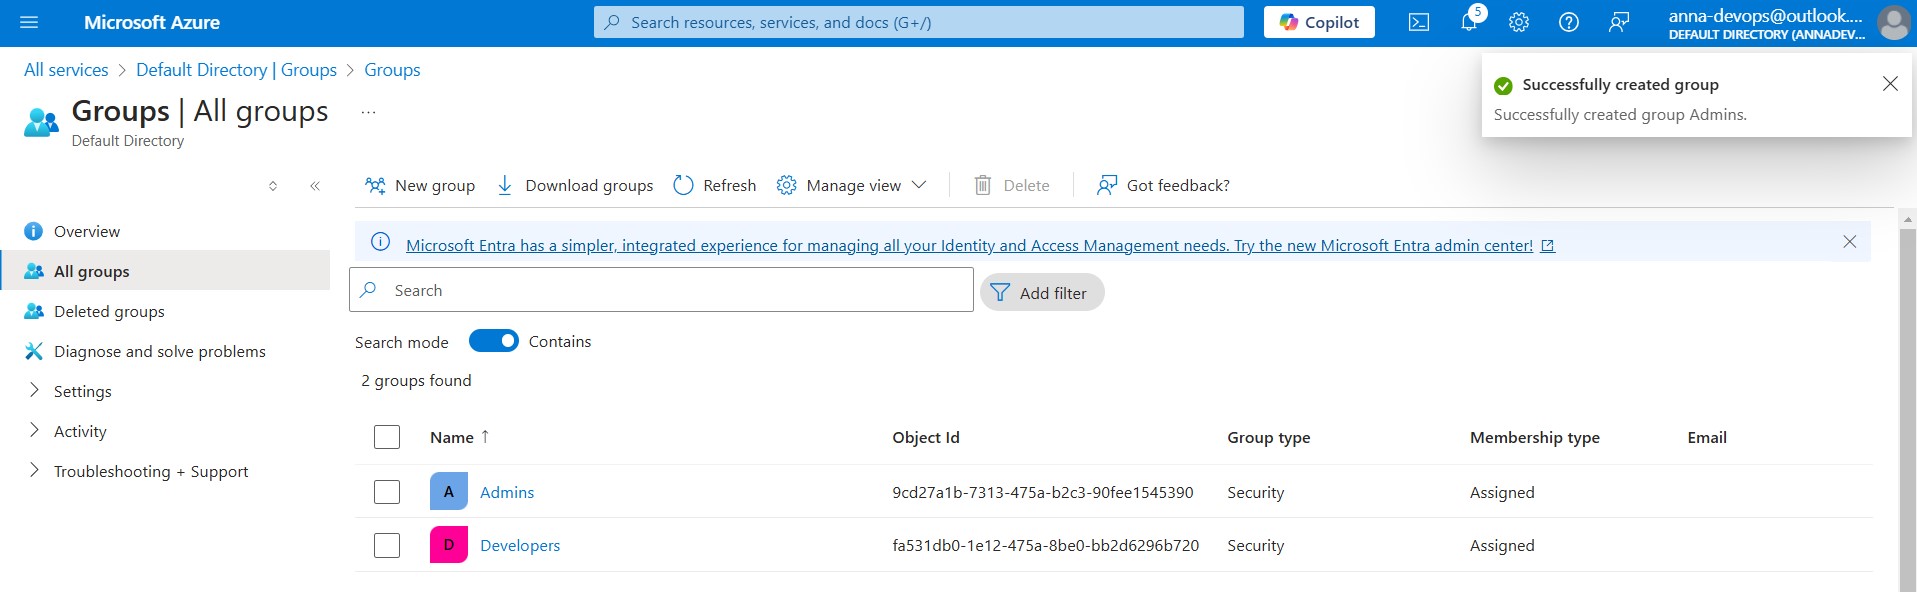 Microsoft Azure
Search resources, services, and docs (G+/)
Copilot
5
anna-devops@outlook....
DEFAULT DIRECTORY (ANNADEV...
All services > Default Directory | Groups > Groups
Groups | All groups
...
Default Directory
Successfully created group
Successfully created group Admins.
New group
Download groups
Refresh
Manage view
Delete
Got feedback?
Overview
All groups
Deleted groups
Diagnose and solve problems
Settings
Activity
Troubleshooting + Support
Microsoft Entra has a simpler, integrated experience for managing all your Identity and Access Management needs. Try the new Microsoft Entra admin center!
Search
Add filter
Search mode
Contains
2 groups found
Name ↑ Object Id Group type Membership type Email
A Admins 9cd27a1b-7313-475a-b2c3-90fee1545390 Security Assigned
D Developers fa531db0-1e12-475a-8be0-bb2d6296b720 Security Assigned